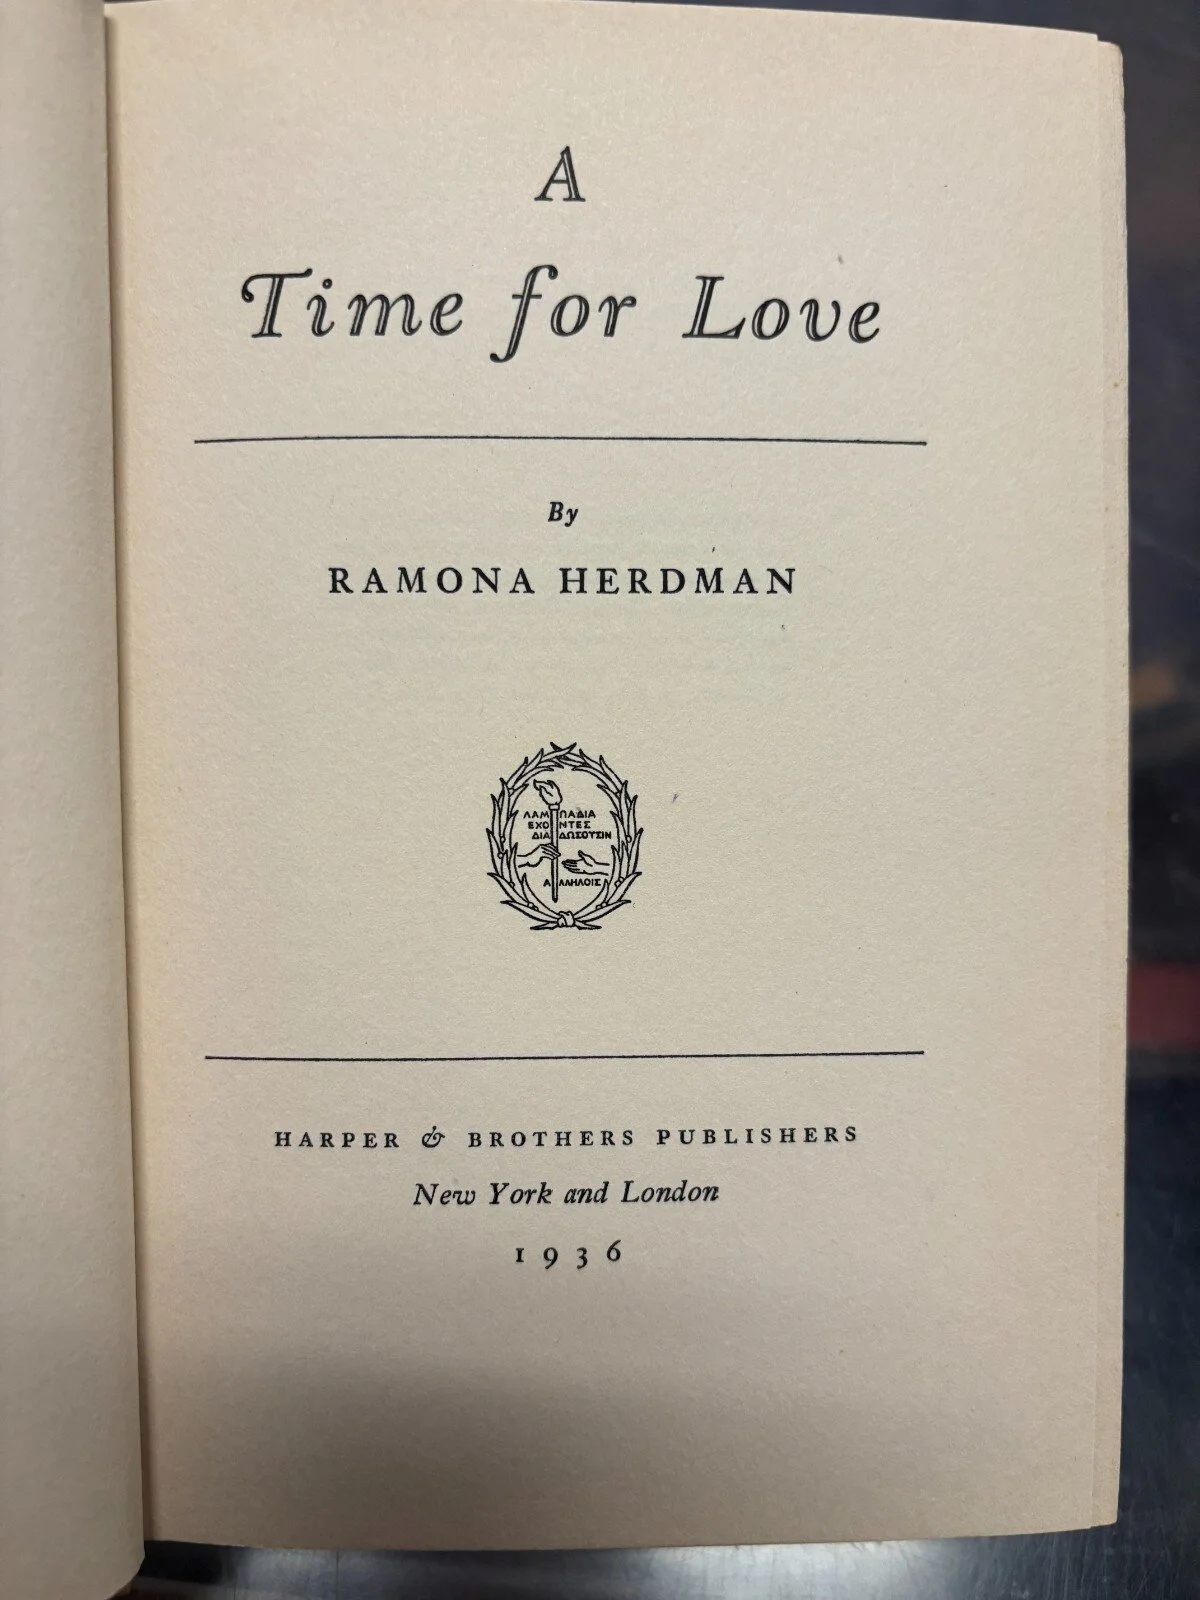 A
Time for Love
By
RAMONA HERDMAN
ΛΑΜΠΑΔΙΑ
ΕΧΟΝΤΕΣ
ΔΙΑΔΩΣΟΥΣΙΝ
ΑΛΛΗΛΟΙΣ
HARPER & BROTHERS PUBLISHERS
New York and London
1936